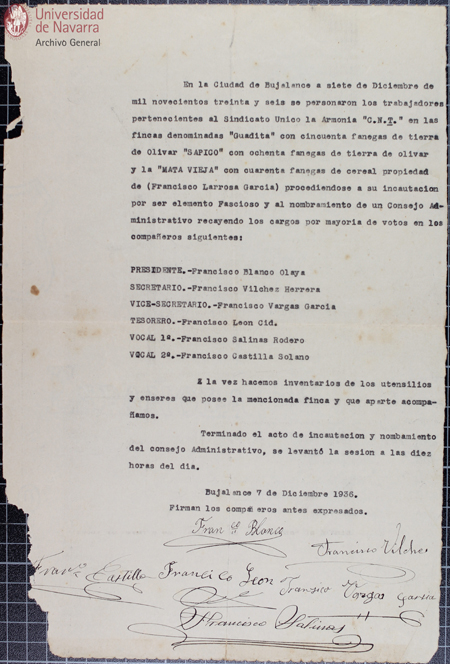 Universidad
de Navarra
Archivo General
En la Ciudad de Bujalance a siete de Diciembre de
mil novecientos treinta y seis se personaron los trabajadores
pertenecientes al Sindicato Unico la Armonia "C.N.T." en las
fincas denominadas "Guadita" con cincuenta fanegas de tierra
de Olivar "SAPICO" con ochenta fanegas de tierra de olivar
y la "MATA VIEJA" con cuarenta fanegas de cereal propiedad
de (Francisco Larrosa Garcia) procediendose a su incautacion
por ser elemento Fascioso y al nombramiento de un Consejo Ad-
ministrativo recayendo los cargos por mayoria de votos en los
compañeros siguientes:
PRESIDENTE.-Francisco Blanco Olaya
SECRETARIO.-Francisco Vilchez Herrera
VICE-SECRETARIO.-Francisco Vargas Garcia
TESORERO.-Francisco Leon Cid.
VOCAL 1º-Francisco Salinas Rodero
VOCAL 2º-Francisco Castilla Solano
A la vez hacemos inventarios de los utensilios
y enseres que posee la mencionada finca y que aparte acompa-
ñamos.
Terminado el acto de incautacion y nombamiento
del consejo Administrativo, se levantó la sesion a las diez
horas del dia.
Bujalance 7 de Diciembre 1936.
Firman los compañeros antes expresados.
Franco Blanco
Francisco Vilches
Franco Castilla Francisco Leon Francisco Vargas Garcia
Francisco Salinas